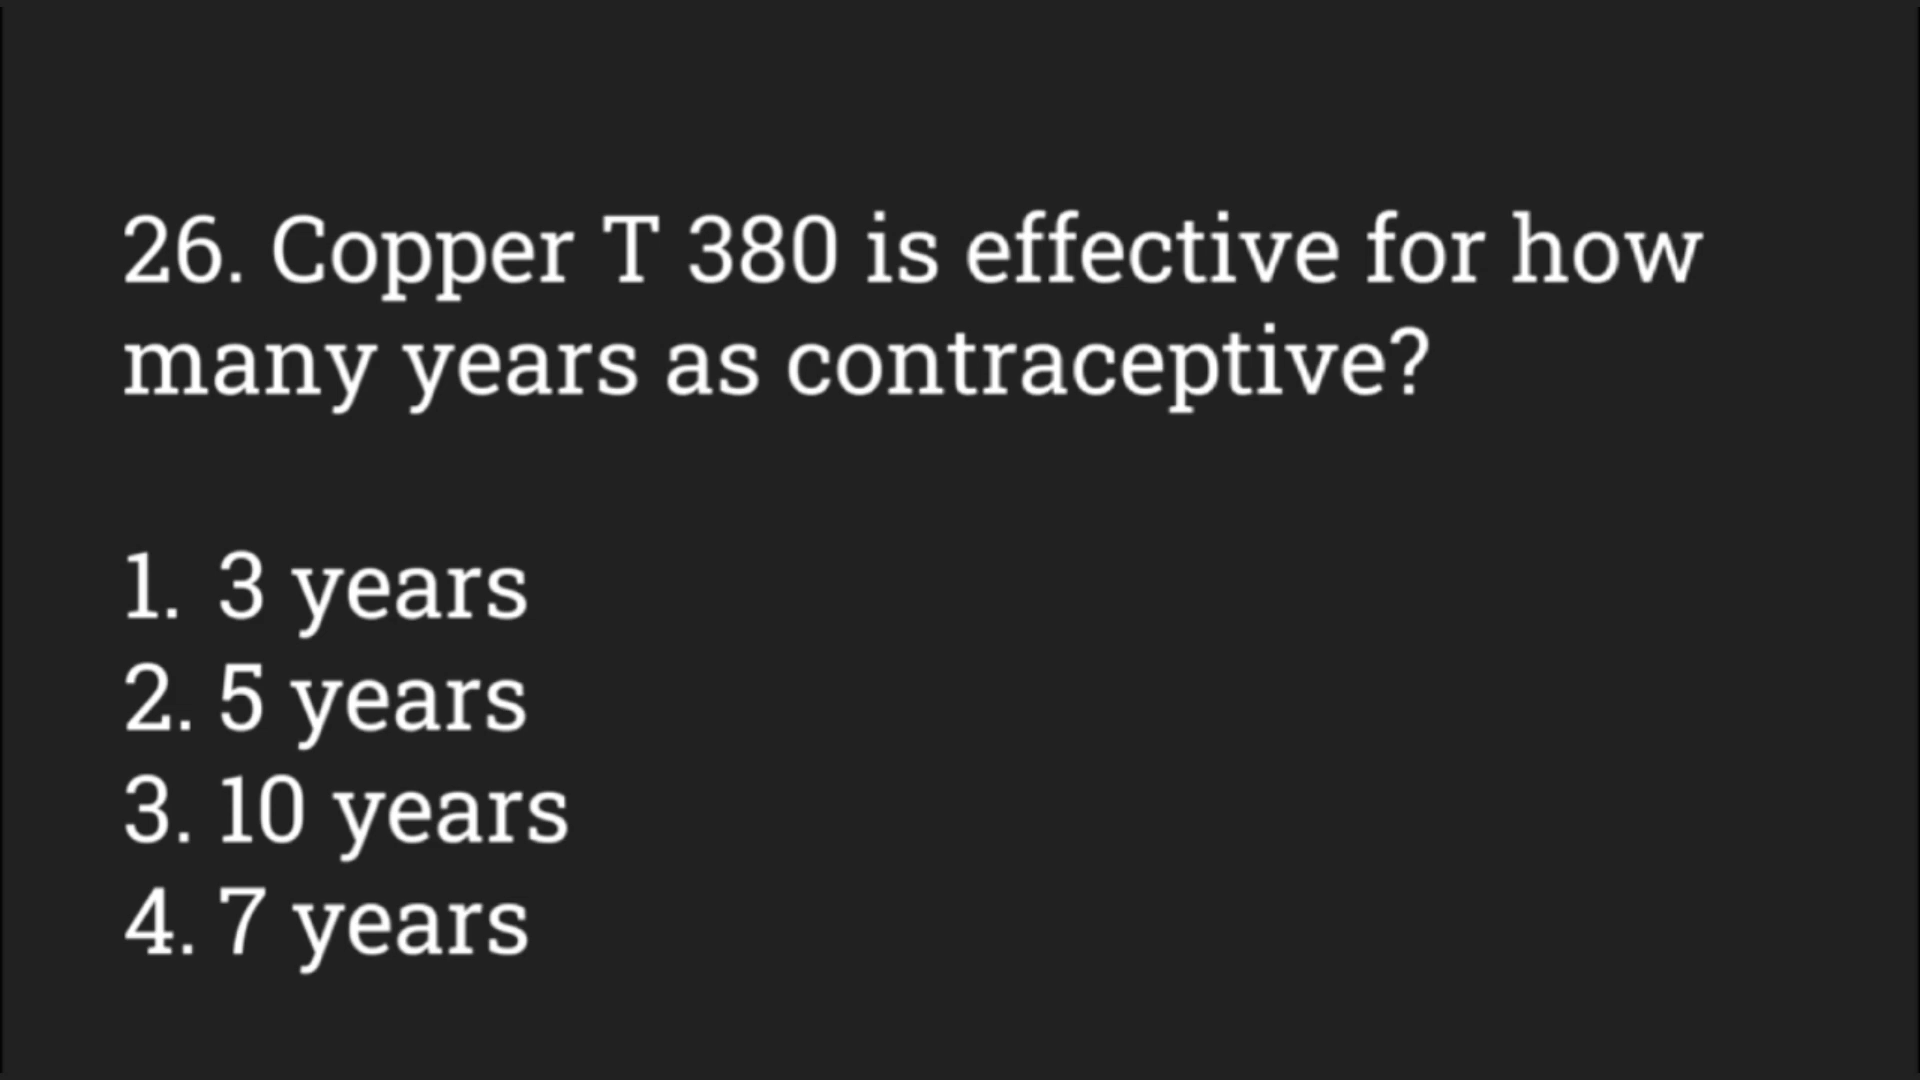 26. Copper T 380 is effective for how
many years as contraceptive?
1. 3 years
2. 5 years
3. 10 years
4. 7 years